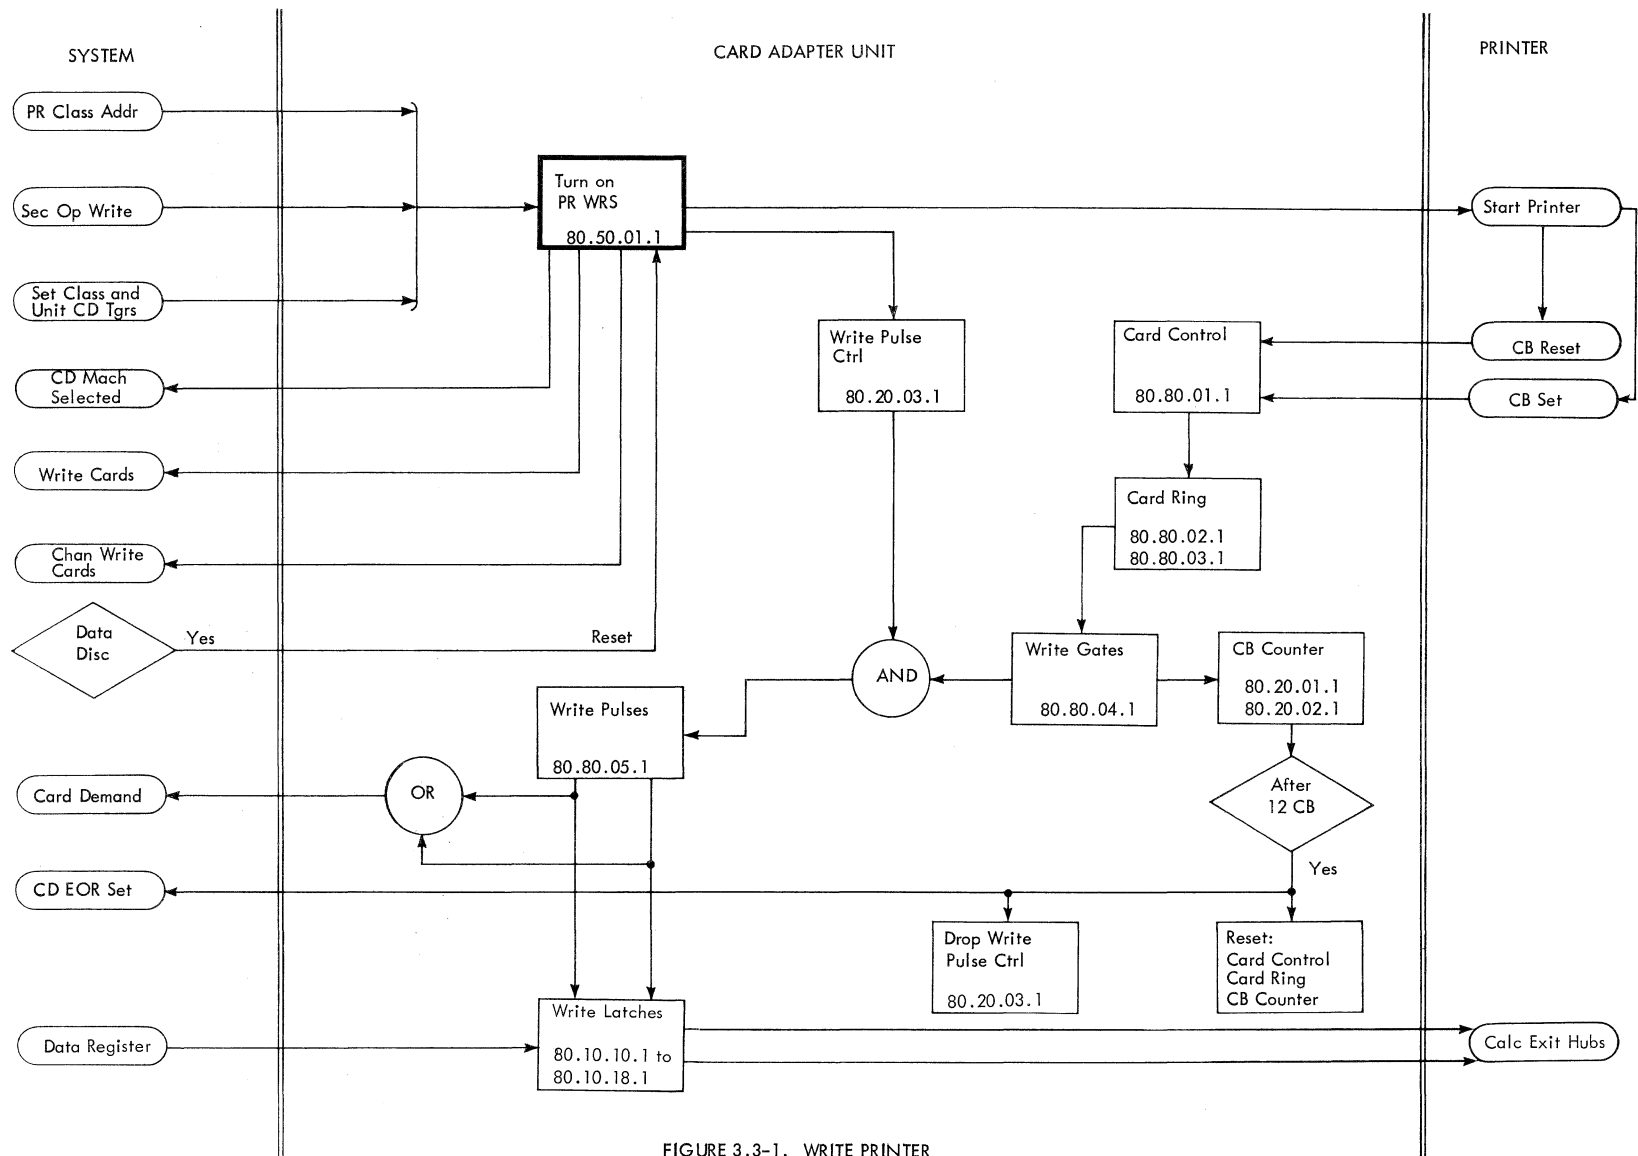 SYSTEM
CARD ADAPTER UNIT
PRINTER
PR Class Addr
Turn on
PR WRS
80.50.01.1
Sec Op Write
Start Printer
Set Class and
Unit CD Tgrs
Write Pulse
Ctrl
80.20.03.1
Card Control
80.80.01.1
CB Reset
CB Set
CD Mach
Selected
Write Cards
Card Ring
80.80.02.1
80.80.03.1
Chan Write
Cards
Data
Disc
Yes
Reset
AND
Write Gates
80.80.04.1
CB Counter
80.20.01.1
80.20.02.1
Write Pulses
80.80.05.1
Card Demand
OR
After
12 CB
Yes
CD EOR Set
Drop Write
Pulse Ctrl
80.20.03.1
Reset:
Card Control
Card Ring
CB Counter
Data Register
Write Latches
80.10.10.1 to
80.10.18.1
Calc Exit Hubs
FIGURE 3.3-1. WRITE PRINTER